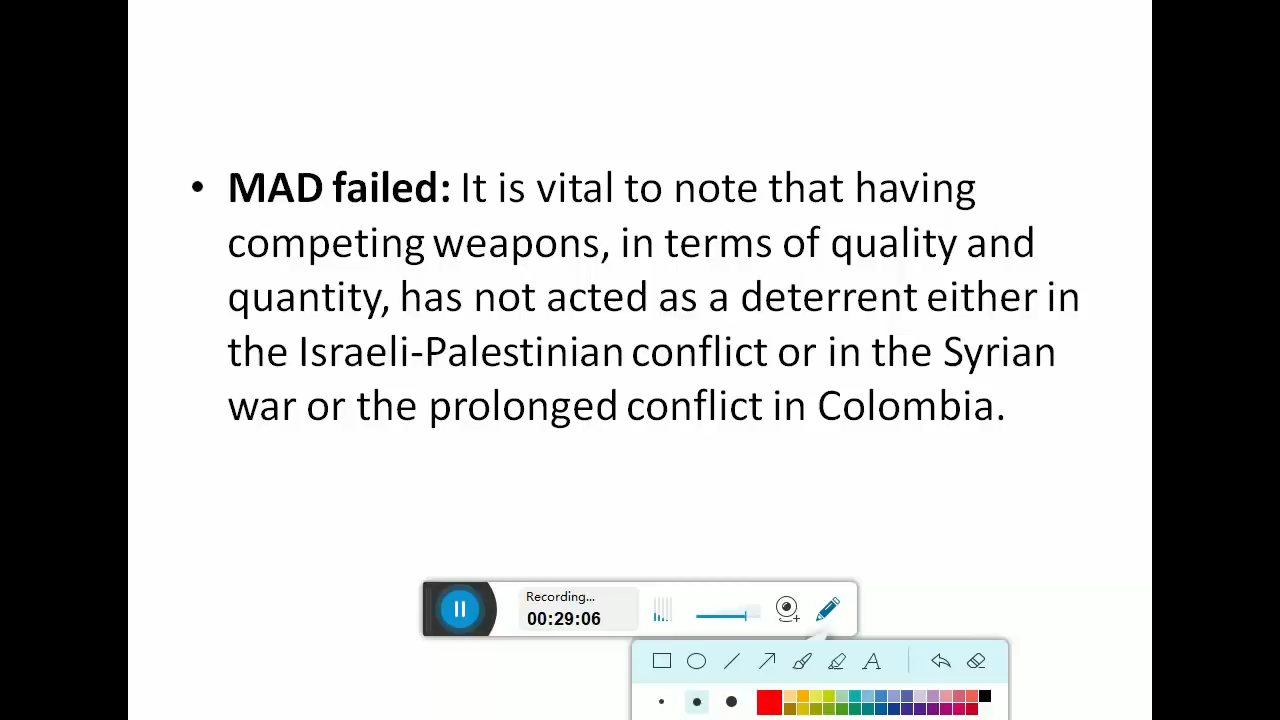 • MAD failed: It is vital to note that having
competing weapons, in terms of quality and
quantity, has not acted as a deterrent either in
the Israeli-Palestinian conflict or in the Syrian
war or the prolonged conflict in Colombia.
Recording...
00:29:06
A